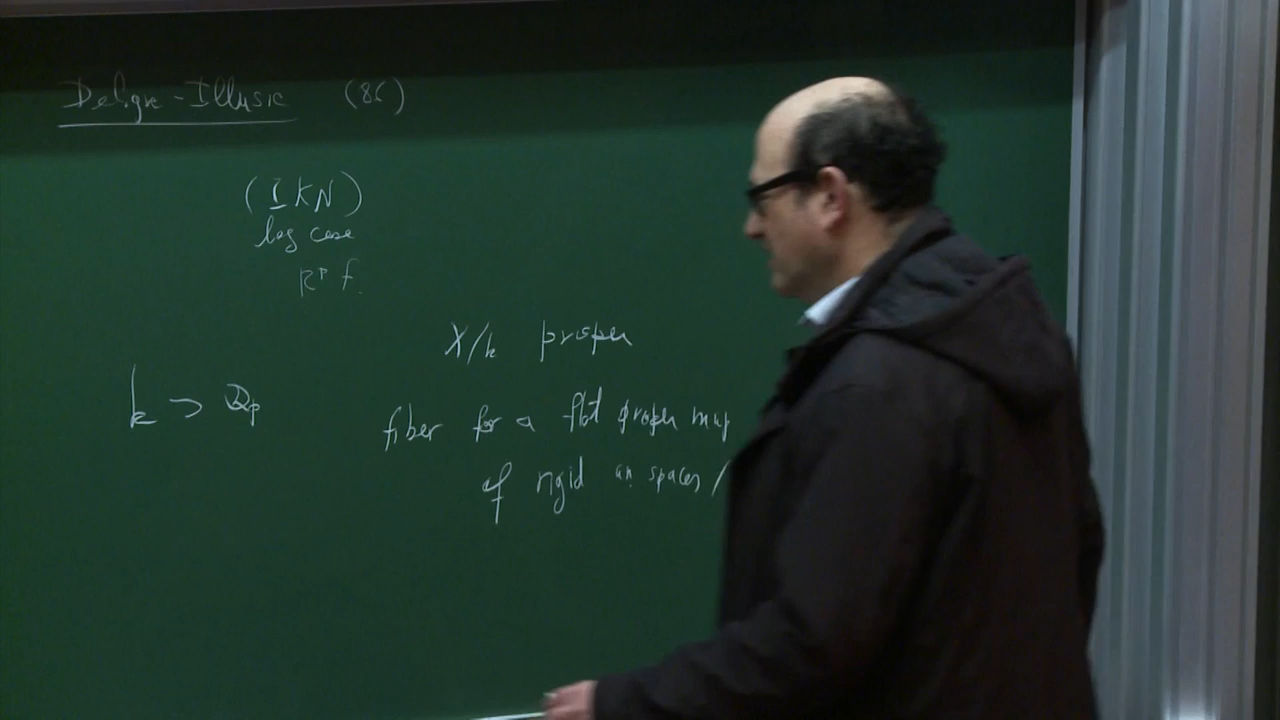 Deligne-Illusie (86)
(IKN)
log case
R^p f.
X/k proper
k ⊃ Q_p
fiber for a flat proper map
of rigid an. spaces /